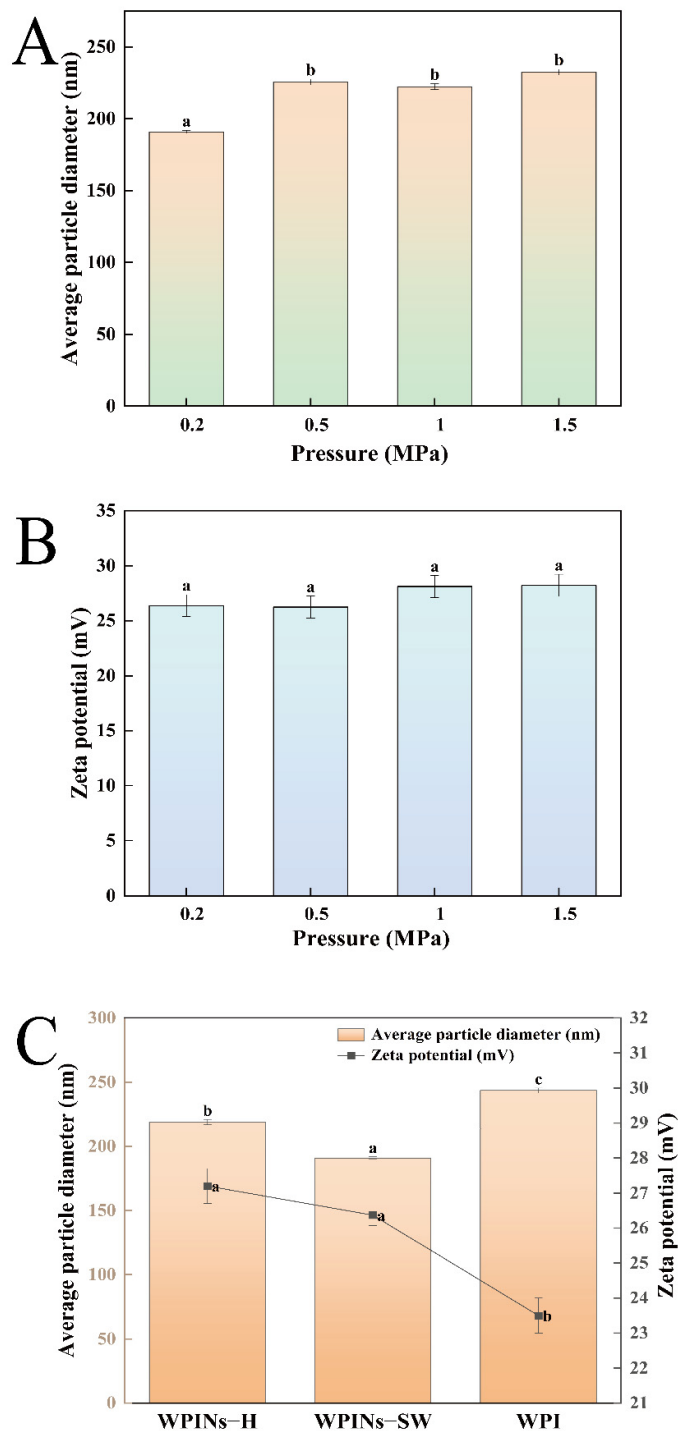 A
Average particle diameter (nm)
250
200
150
100
50
0
a
b
b
b
0.2
0.5
1
1.5
Pressure (MPa)
B
Zeta potential (mV)
35
30
25
20
15
10
5
0
a
a
a
a
0.2
0.5
1
1.5
Pressure (MPa)
C
Average particle diameter (nm)
300
250
200
150
100
50
0
Average particle diameter (nm)
Zeta potential (mV)
b
a
c
a
a
b
WPINs−H
WPINs−SW
WPI
32
31
30
29
28
27
26
25
24
23
22
21
Zeta potential (mV)